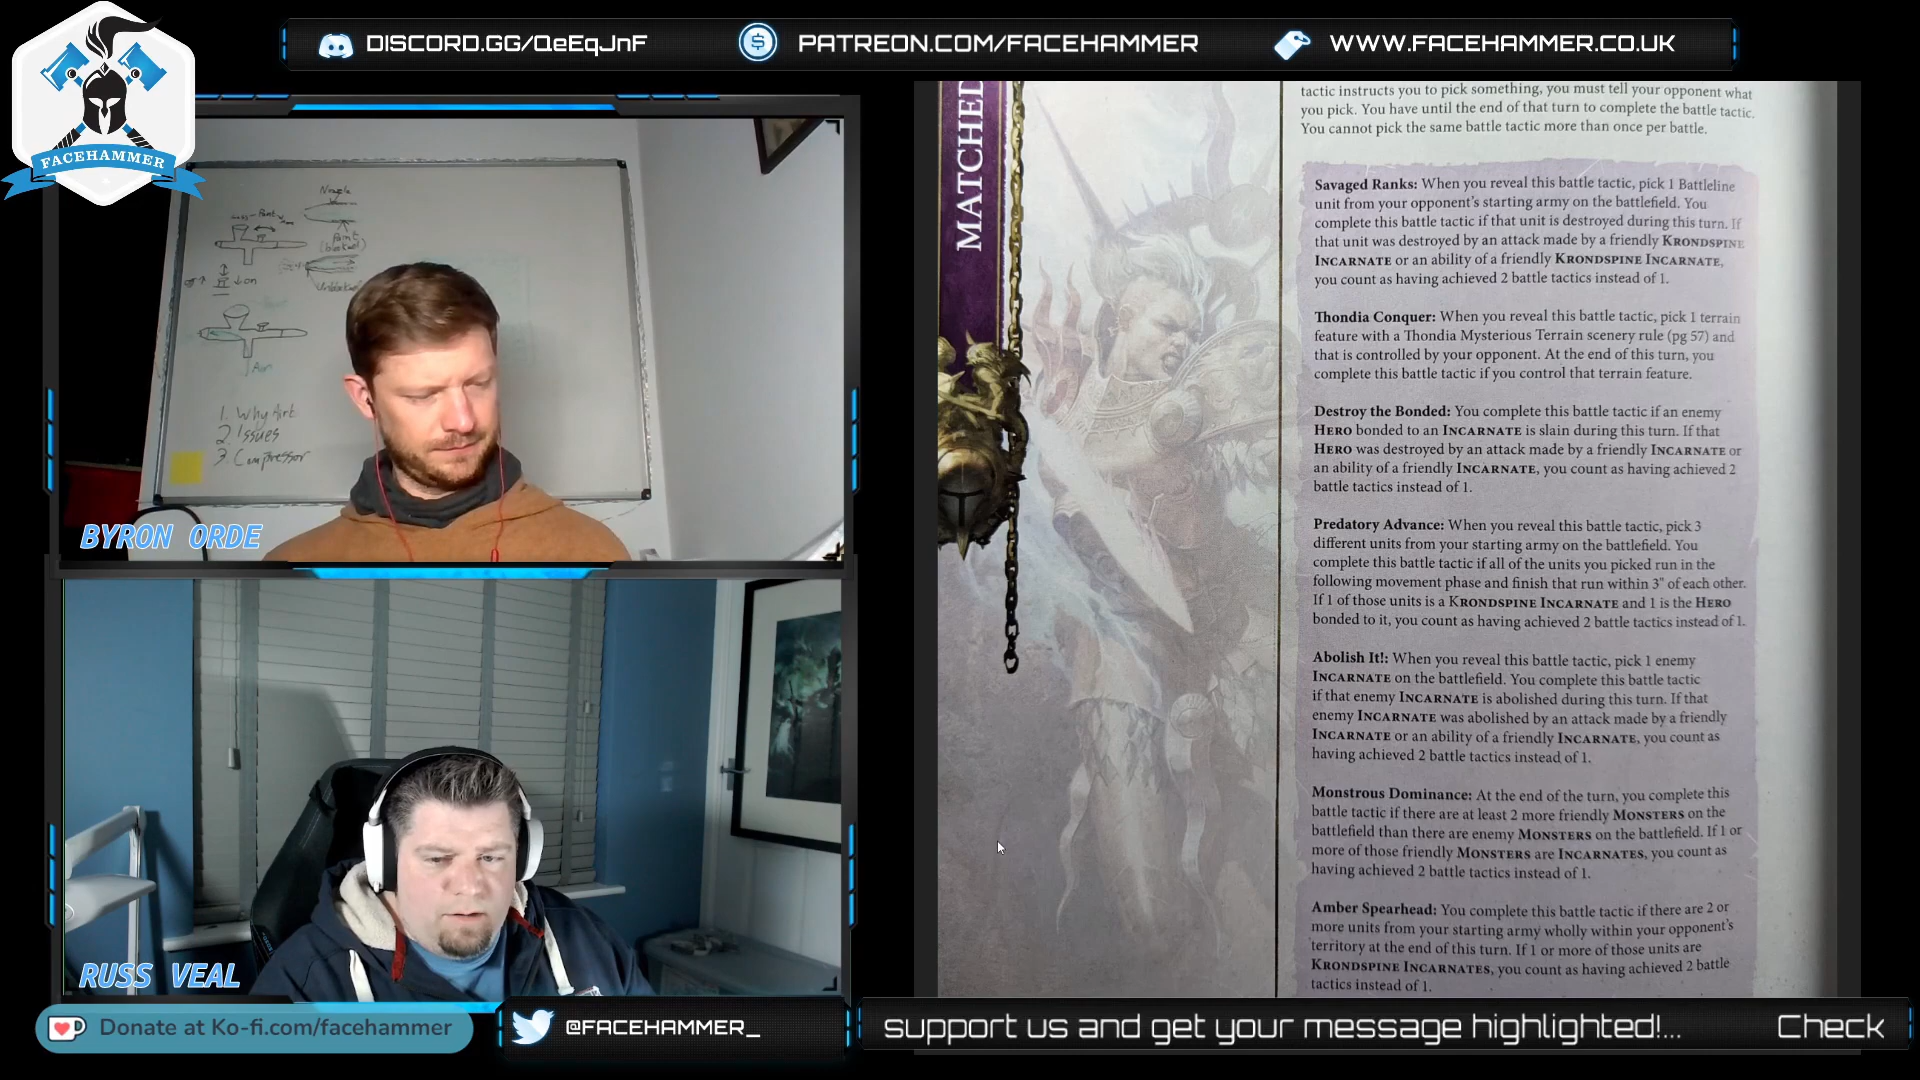 DISCORD.GG/QeEqJnF
PATREON.COM/FACEHAMMER
WWW.FACEHAMMER.CO.UK
FACEHAMMER
Nozzle
Paint
(blocked)
Unblocked
on
Air
1. Why Airb
2. Issues
3. Compressor
BYRON ORDE
RUSS VEAL
MATCHED
tactic instructs you to pick something, you must tell your opponent what
you pick. You have until the end of that turn to complete the battle tactic.
You cannot pick the same battle tactic more than once per battle.
Savaged Ranks: When you reveal this battle tactic, pick 1 Battleline
unit from your opponent's starting army on the battlefield. You
complete this battle tactic if that unit is destroyed during this turn. If
that unit was destroyed by an attack made by a friendly KRONDSPINE
INCARNATE or an ability of a friendly KRONDSPINE INCARNATE,
you count as having achieved 2 battle tactics instead of 1.
Thondia Conquer: When you reveal this battle tactic, pick 1 terrain
feature with a Thondia Mysterious Terrain scenery rule (pg 57) and
that is controlled by your opponent. At the end of this turn, you
complete this battle tactic if you control that terrain feature.
Destroy the Bonded: You complete this battle tactic if an enemy
HERO bonded to an INCARNATE is slain during this turn. If that
HERO was destroyed by an attack made by a friendly INCARNATE or
an ability of a friendly INCARNATE, you count as having achieved 2
battle tactics instead of 1.
Predatory Advance: When you reveal this battle tactic, pick 3
different units from your starting army on the battlefield. You
complete this battle tactic if all of the units you picked run in the
following movement phase and finish that run within 3" of each other.
If 1 of those units is a KRONDSPINE INCARNATE and 1 is the HERO
bonded to it, you count as having achieved 2 battle tactics instead of 1.
Abolish It!: When you reveal this battle tactic, pick 1 enemy
INCARNATE on the battlefield. You complete this battle tactic
if that enemy INCARNATE is abolished during this turn. If that
enemy INCARNATE was abolished by an attack made by a friendly
INCARNATE or an ability of a friendly INCARNATE, you count as
having achieved 2 battle tactics instead of 1.
Monstrous Dominance: At the end of the turn, you complete this
battle tactic if there are at least 2 more friendly MONSTERS on the
battlefield than there are enemy MONSTERS on the battlefield. If 1 or
more of those friendly MONSTERS are INCARNATES, you count as
having achieved 2 battle tactics instead of 1.
Amber Spearhead: You complete this battle tactic if there are 2 or
more units from your starting army wholly within your opponent's
territory at the end of this turn. If 1 or more of those units are
KRONDSPINE INCARNATES, you count as having achieved 2 battle
tactics instead of 1.
Donate at Ko-fi.com/facehammer
@FACEHAMMER_
support us and get your message highlighted!... Check